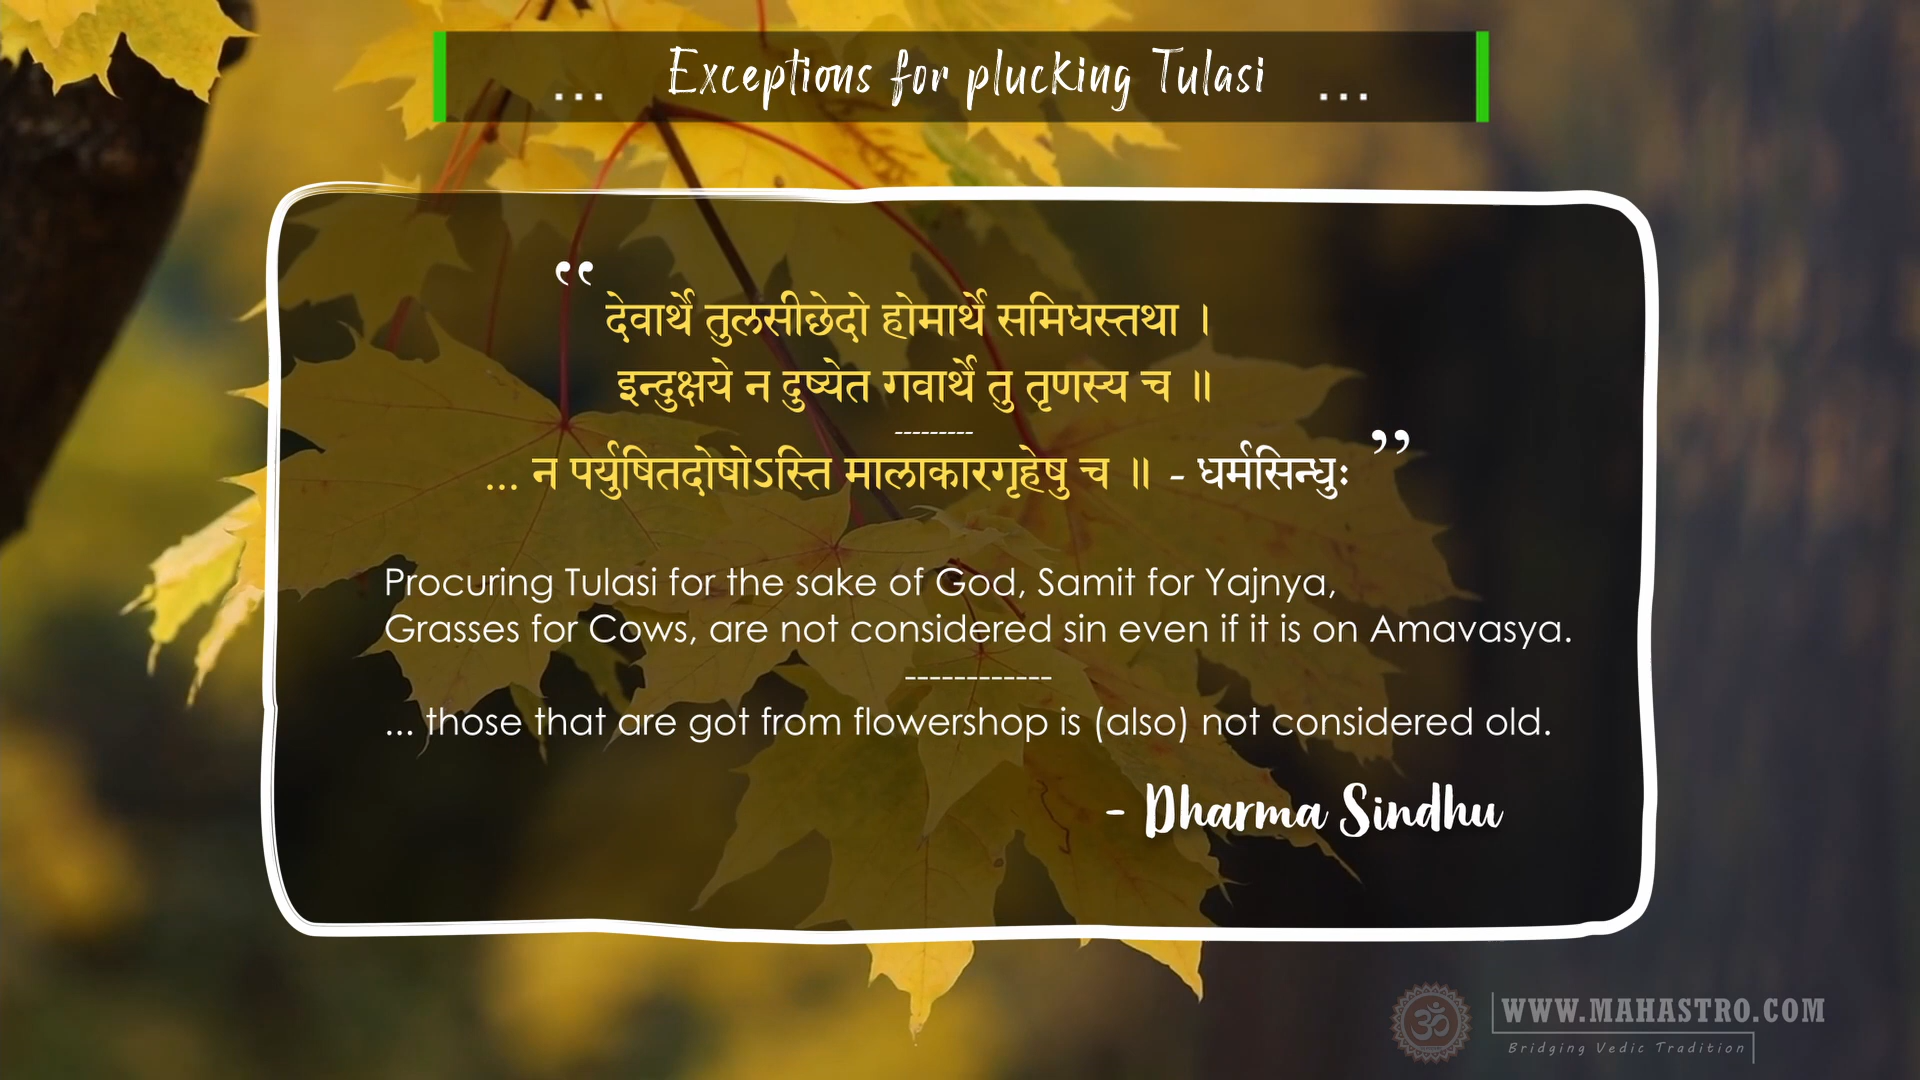 ... Exceptions for plucking Tulasi ...
“ देवार्थे तुलसीछेदो होमार्थे समिधस्तथा ।
इन्दुक्षये न दुष्येत गवार्थे तु तृणस्य च ॥
---------
... न पर्युषितदोषोऽस्ति मालाकारगृहेषु च ॥ - धर्मसिन्धुः ”
Procuring Tulasi for the sake of God, Samit for Yajnya,
Grasses for Cows, are not considered sin even if it is on Amavasya.
------------
... those that are got from flowershop is (also) not considered old.
- Dharma Sindhu
ॐ
WWW.MAHASTRO.COM
Bridging Vedic Tradition